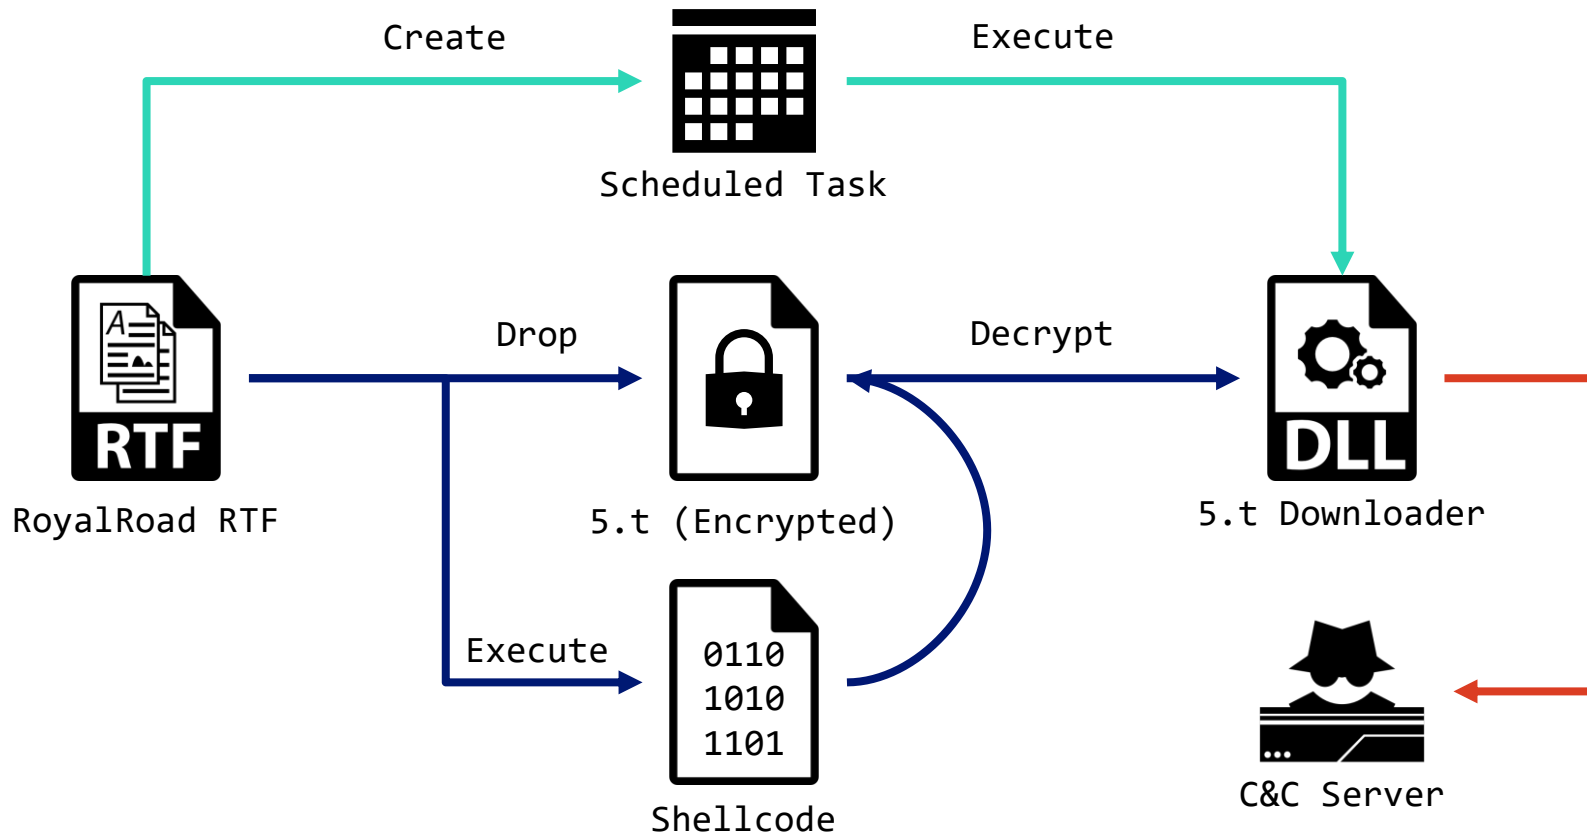 Create
Execute
Scheduled Task
A
RTF
RoyalRoad RTF
Drop
5.t (Encrypted)
Decrypt
DLL
5.t Downloader
Execute
0110
1010
1101
Shellcode
C&C Server